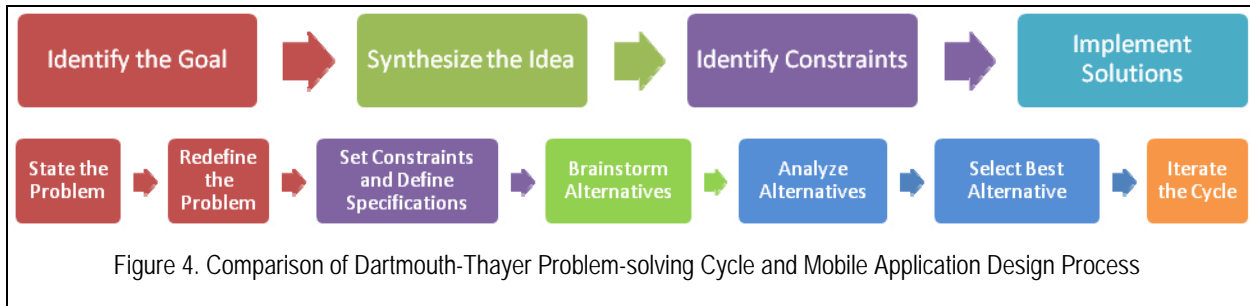 Identify the Goal
Synthesize the Idea
Identify Constraints
Implement
Solutions
State the
Problem
Redefine
the
Problem
Set Constraints
and Define
Specifications
Brainstorm
Alternatives
Analyze
Alternatives
Select Best
Alternative
Iterate
the Cycle
Figure 4. Comparison of Dartmouth-Thayer Problem-solving Cycle and Mobile Application Design Process